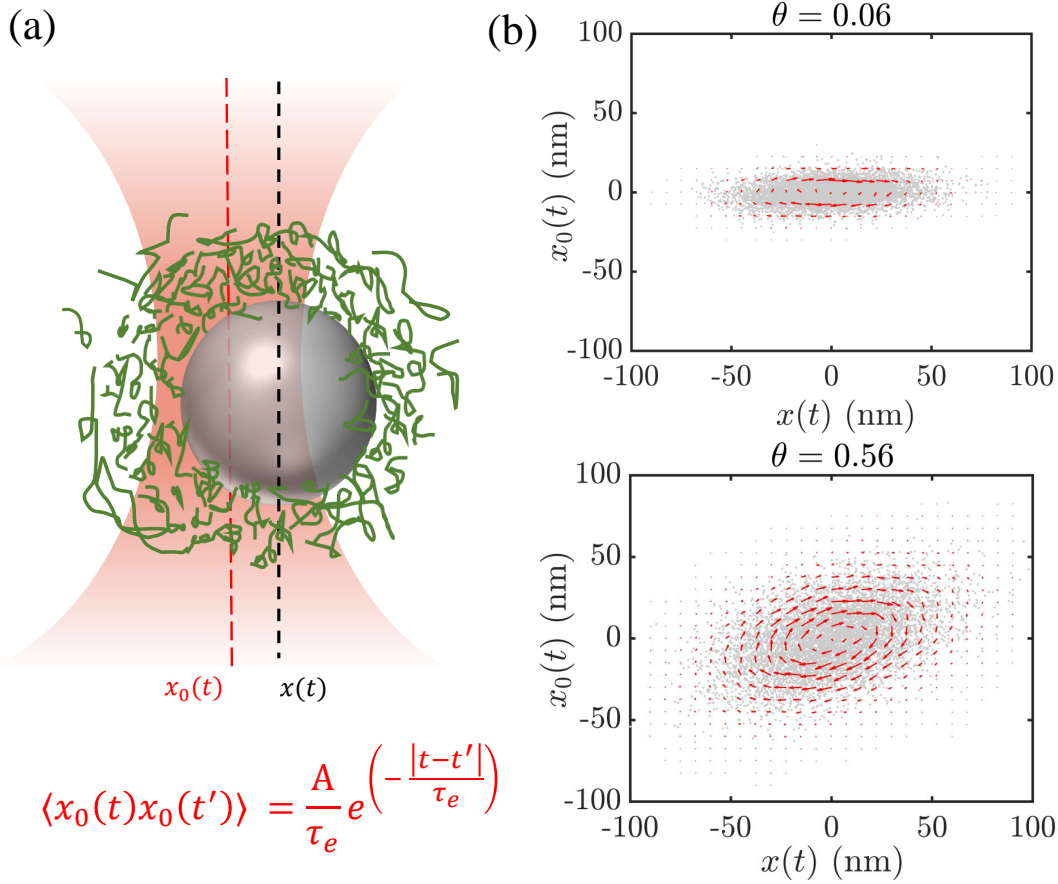 (a)
x₀(t)
x(t)
⟨x₀(t)x₀(t′)⟩ = A/τₑ e^(−|t−t′|/τₑ)
(b)
θ = 0.06
100
50
0
-50
-100
x₀(t) (nm)
-100 -50 0 50 100
x(t) (nm)
θ = 0.56
100
50
0
-50
-100
x₀(t) (nm)
-100 -50 0 50 100
x(t) (nm)